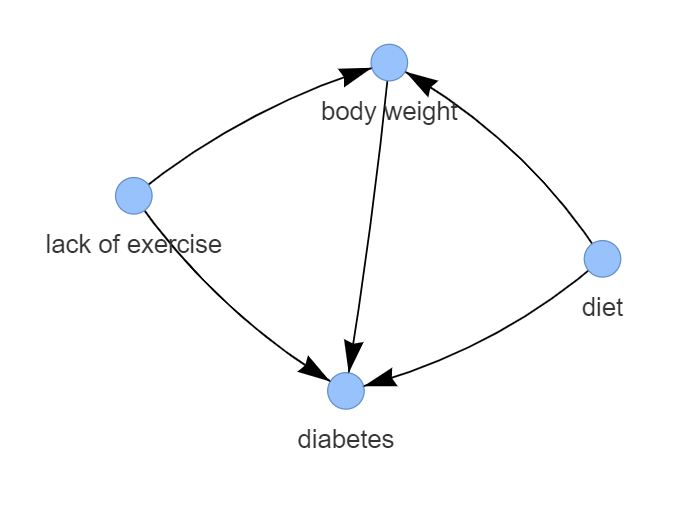 body weight
lack of exercise
diet
diabetes